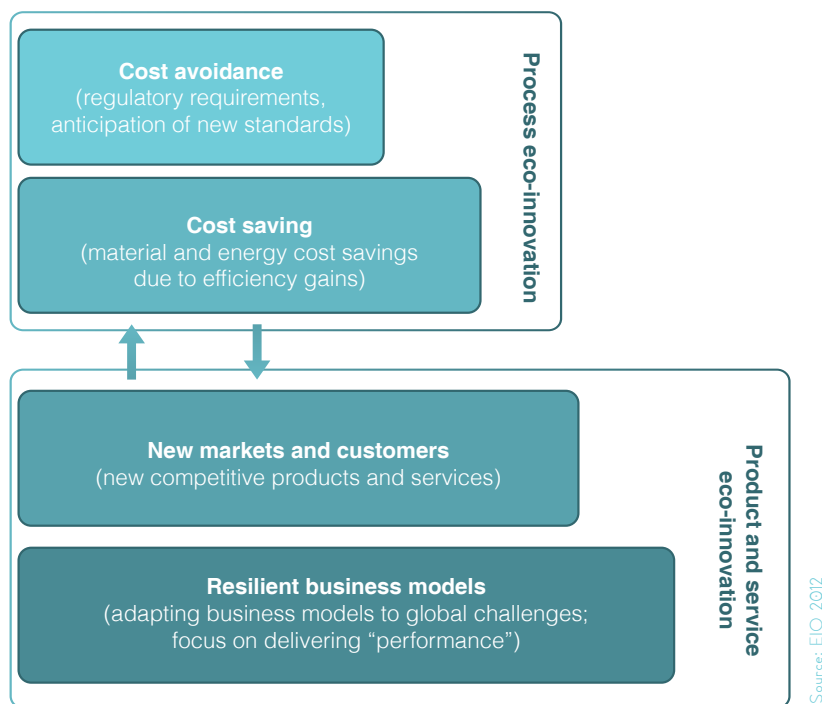 Cost avoidance
(regulatory requirements,
anticipation of new standards)
Cost saving
(material and energy cost savings
due to efficiency gains)
Process eco-innovation
New markets and customers
(new competitive products and services)
Resilient business models
(adapting business models to global challenges;
focus on delivering “performance”)
Product and service
eco-innovation
Source: EIO 2012